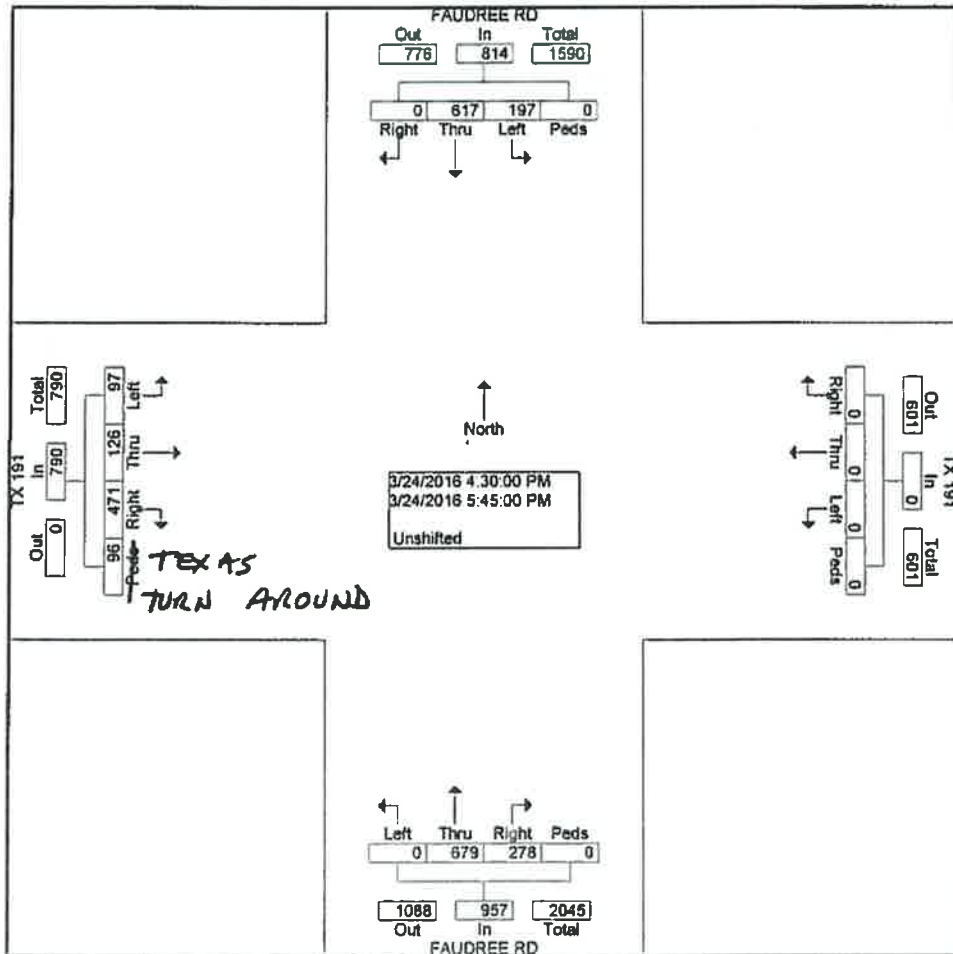 FAUDREE RD
Out In Total
776 814 1590
0 617 197 0
Right Thru Left Peds
North
3/24/2016 4:30:00 PM
3/24/2016 5:45:00 PM
Unshifted
TX 191
Total In Out
790 790 0
97 126 471 96
Left Thru Right Peds
TEXAS
TURN AROUND
Right Thru Left Peds
0 0 0 0
Out In Total
601 0 601
TX 191
Left Thru Right Peds
0 679 278 0
1088 957 2045
Out In Total
FAUDREE RD